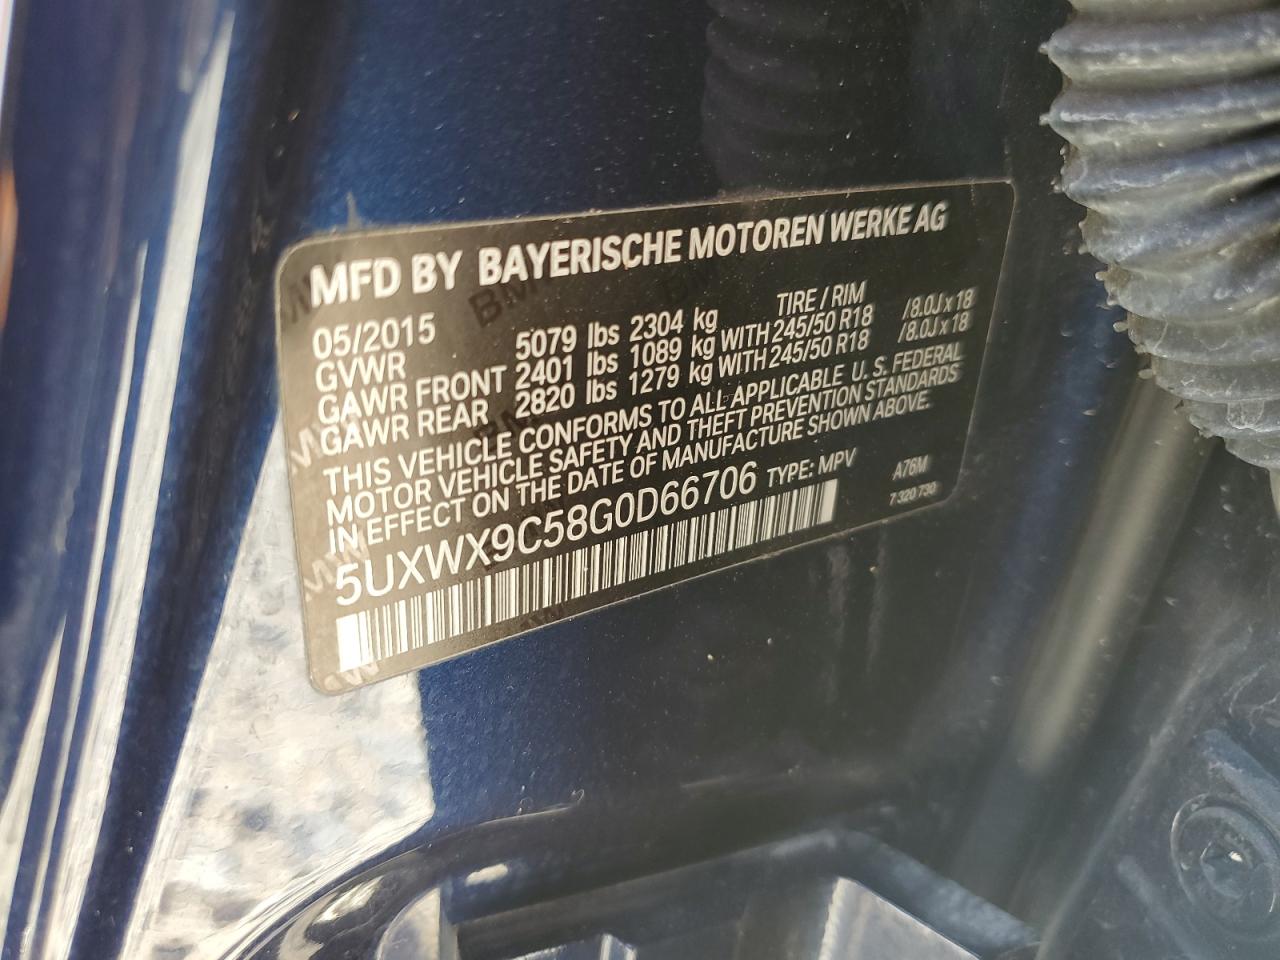 MFD BY BAYERISCHE MOTOREN WERKE AG
05/2015 TIRE / RIM
GVWR 5079 lbs 2304 kg
GAWR FRONT 2401 lbs 1089 kg WITH 245/50 R18 /8.0J x 18
GAWR REAR 2820 lbs 1279 kg WITH 245/50 R18 /8.0J x 18
THIS VEHICLE CONFORMS TO ALL APPLICABLE U.S. FEDERAL
MOTOR VEHICLE SAFETY AND THEFT PREVENTION STANDARDS
IN EFFECT ON THE DATE OF MANUFACTURE SHOWN ABOVE.
5UXWX9C58G0D66706 TYPE: MPV A76M
7 320 730